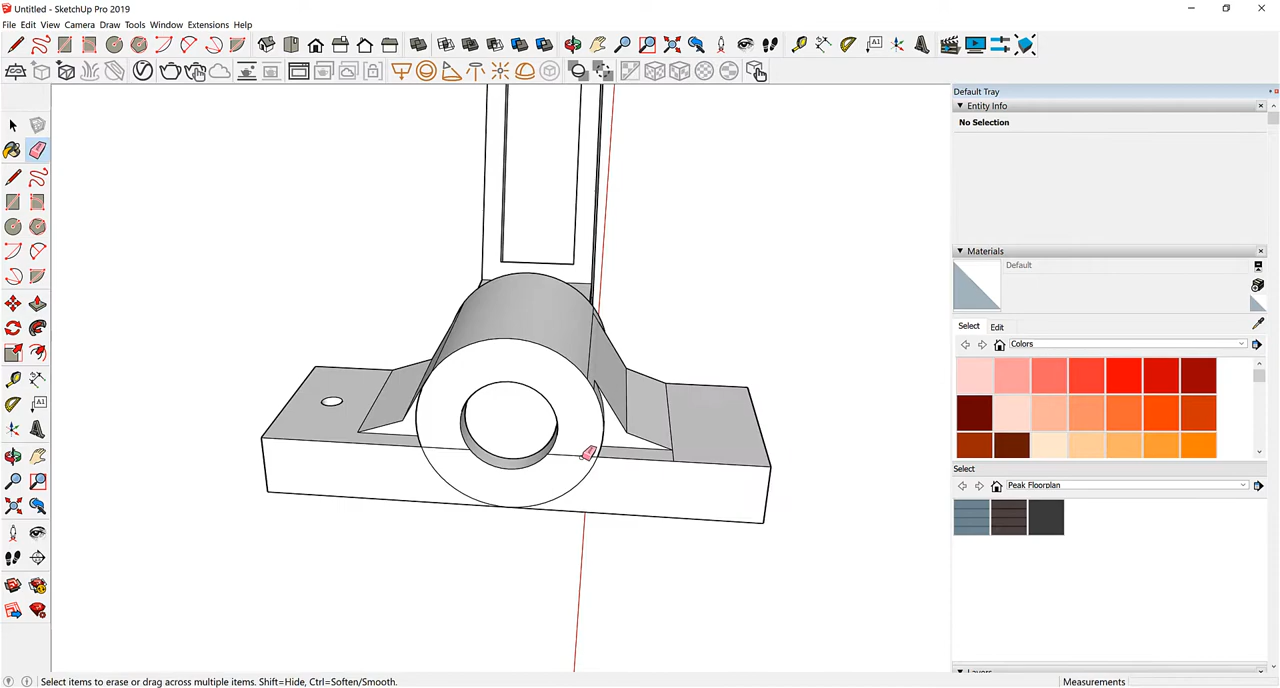 Untitled - SketchUp Pro 2019
File Edit View Camera Draw Tools Window Extensions Help
Default Tray
Entity Info
No Selection
Materials
Default
Select Edit
Colors
Select
Peak Floorplan
Select items to erase or drag across multiple items. Shift=Hide, Ctrl=Soften/Smooth.
Measurements